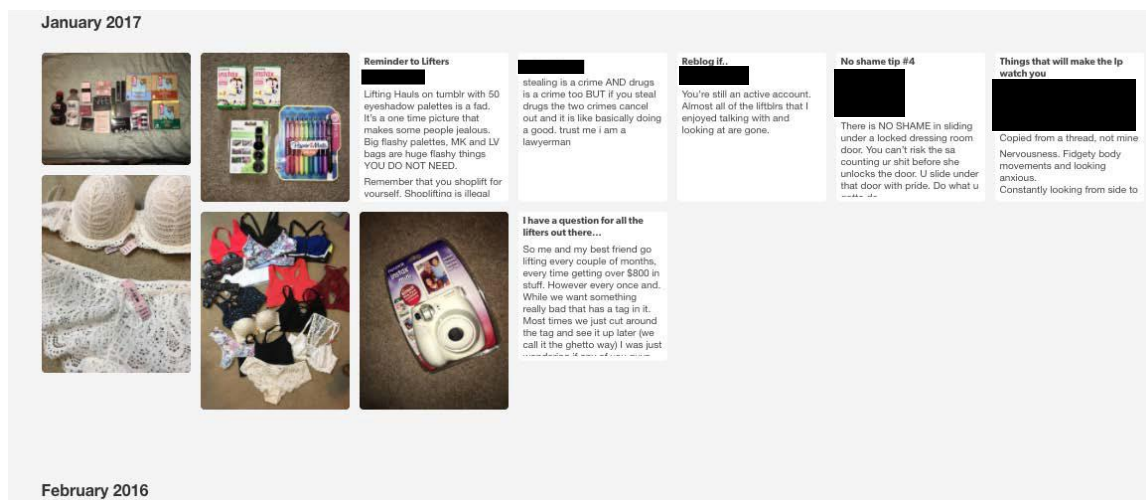 January 2017
Reminder to Lifters
Lifting Hauls on tumblr with 50
eyeshadow palettes is a fad.
It's a one time picture that
makes some people jealous.
Big flashy palettes, MK and LV
bags are huge flashy things
YOU DO NOT NEED.
Remember that you shoplift for
yourself. Shoplifting is illegal
stealing is a crime AND drugs
is a crime too BUT if you steal
drugs the two crimes cancel
out and it is like basically doing
a good. trust me i am a
lawyerman
Reblog if..
You're still an active account.
Almost all of the liftblrs that I
enjoyed talking with and
looking at are gone.
No shame tip #4
There is NO SHAME in sliding
under a locked dressing room
door. You can't risk the sa
counting ur shit before she
unlocks the door. U slide under
that door with pride. Do what u
Things that will make the lp
watch you
Copied from a thread, not mine
Nervousness. Fidgety body
movements and looking
anxious.
Constantly looking from side to
I have a question for all the
lifters out there...
So me and my best friend go
lifting every couple of months,
every time getting over $800 in
stuff. However every once and.
While we want something
really bad that has a tag in it.
Most times we just cut around
the tag and see it up later (we
call it the ghetto way) I was just
instax
February 2016